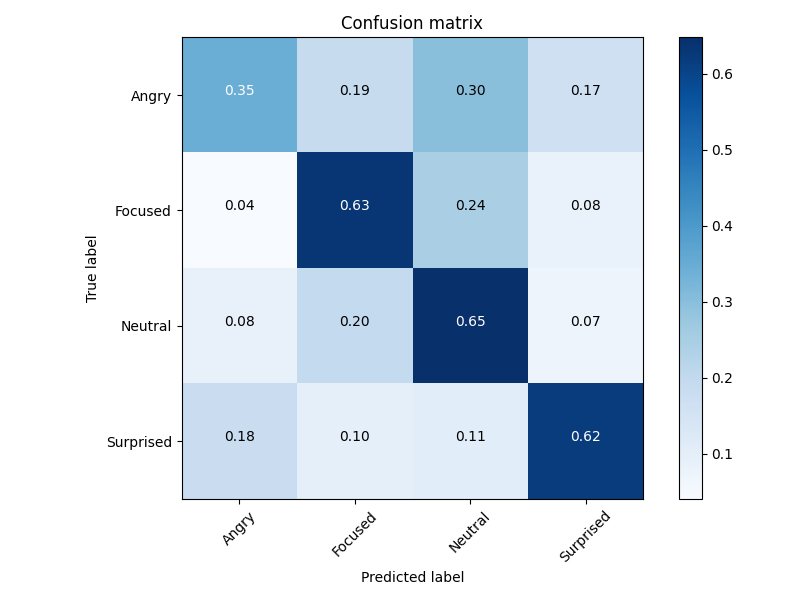 Confusion matrix
Angry 0.35 0.19 0.30 0.17
Focused 0.04 0.63 0.24 0.08
Neutral 0.08 0.20 0.65 0.07
Surprised 0.18 0.10 0.11 0.62
True label
Angry Focused Neutral Surprised
Predicted label
0.6
0.5
0.4
0.3
0.2
0.1